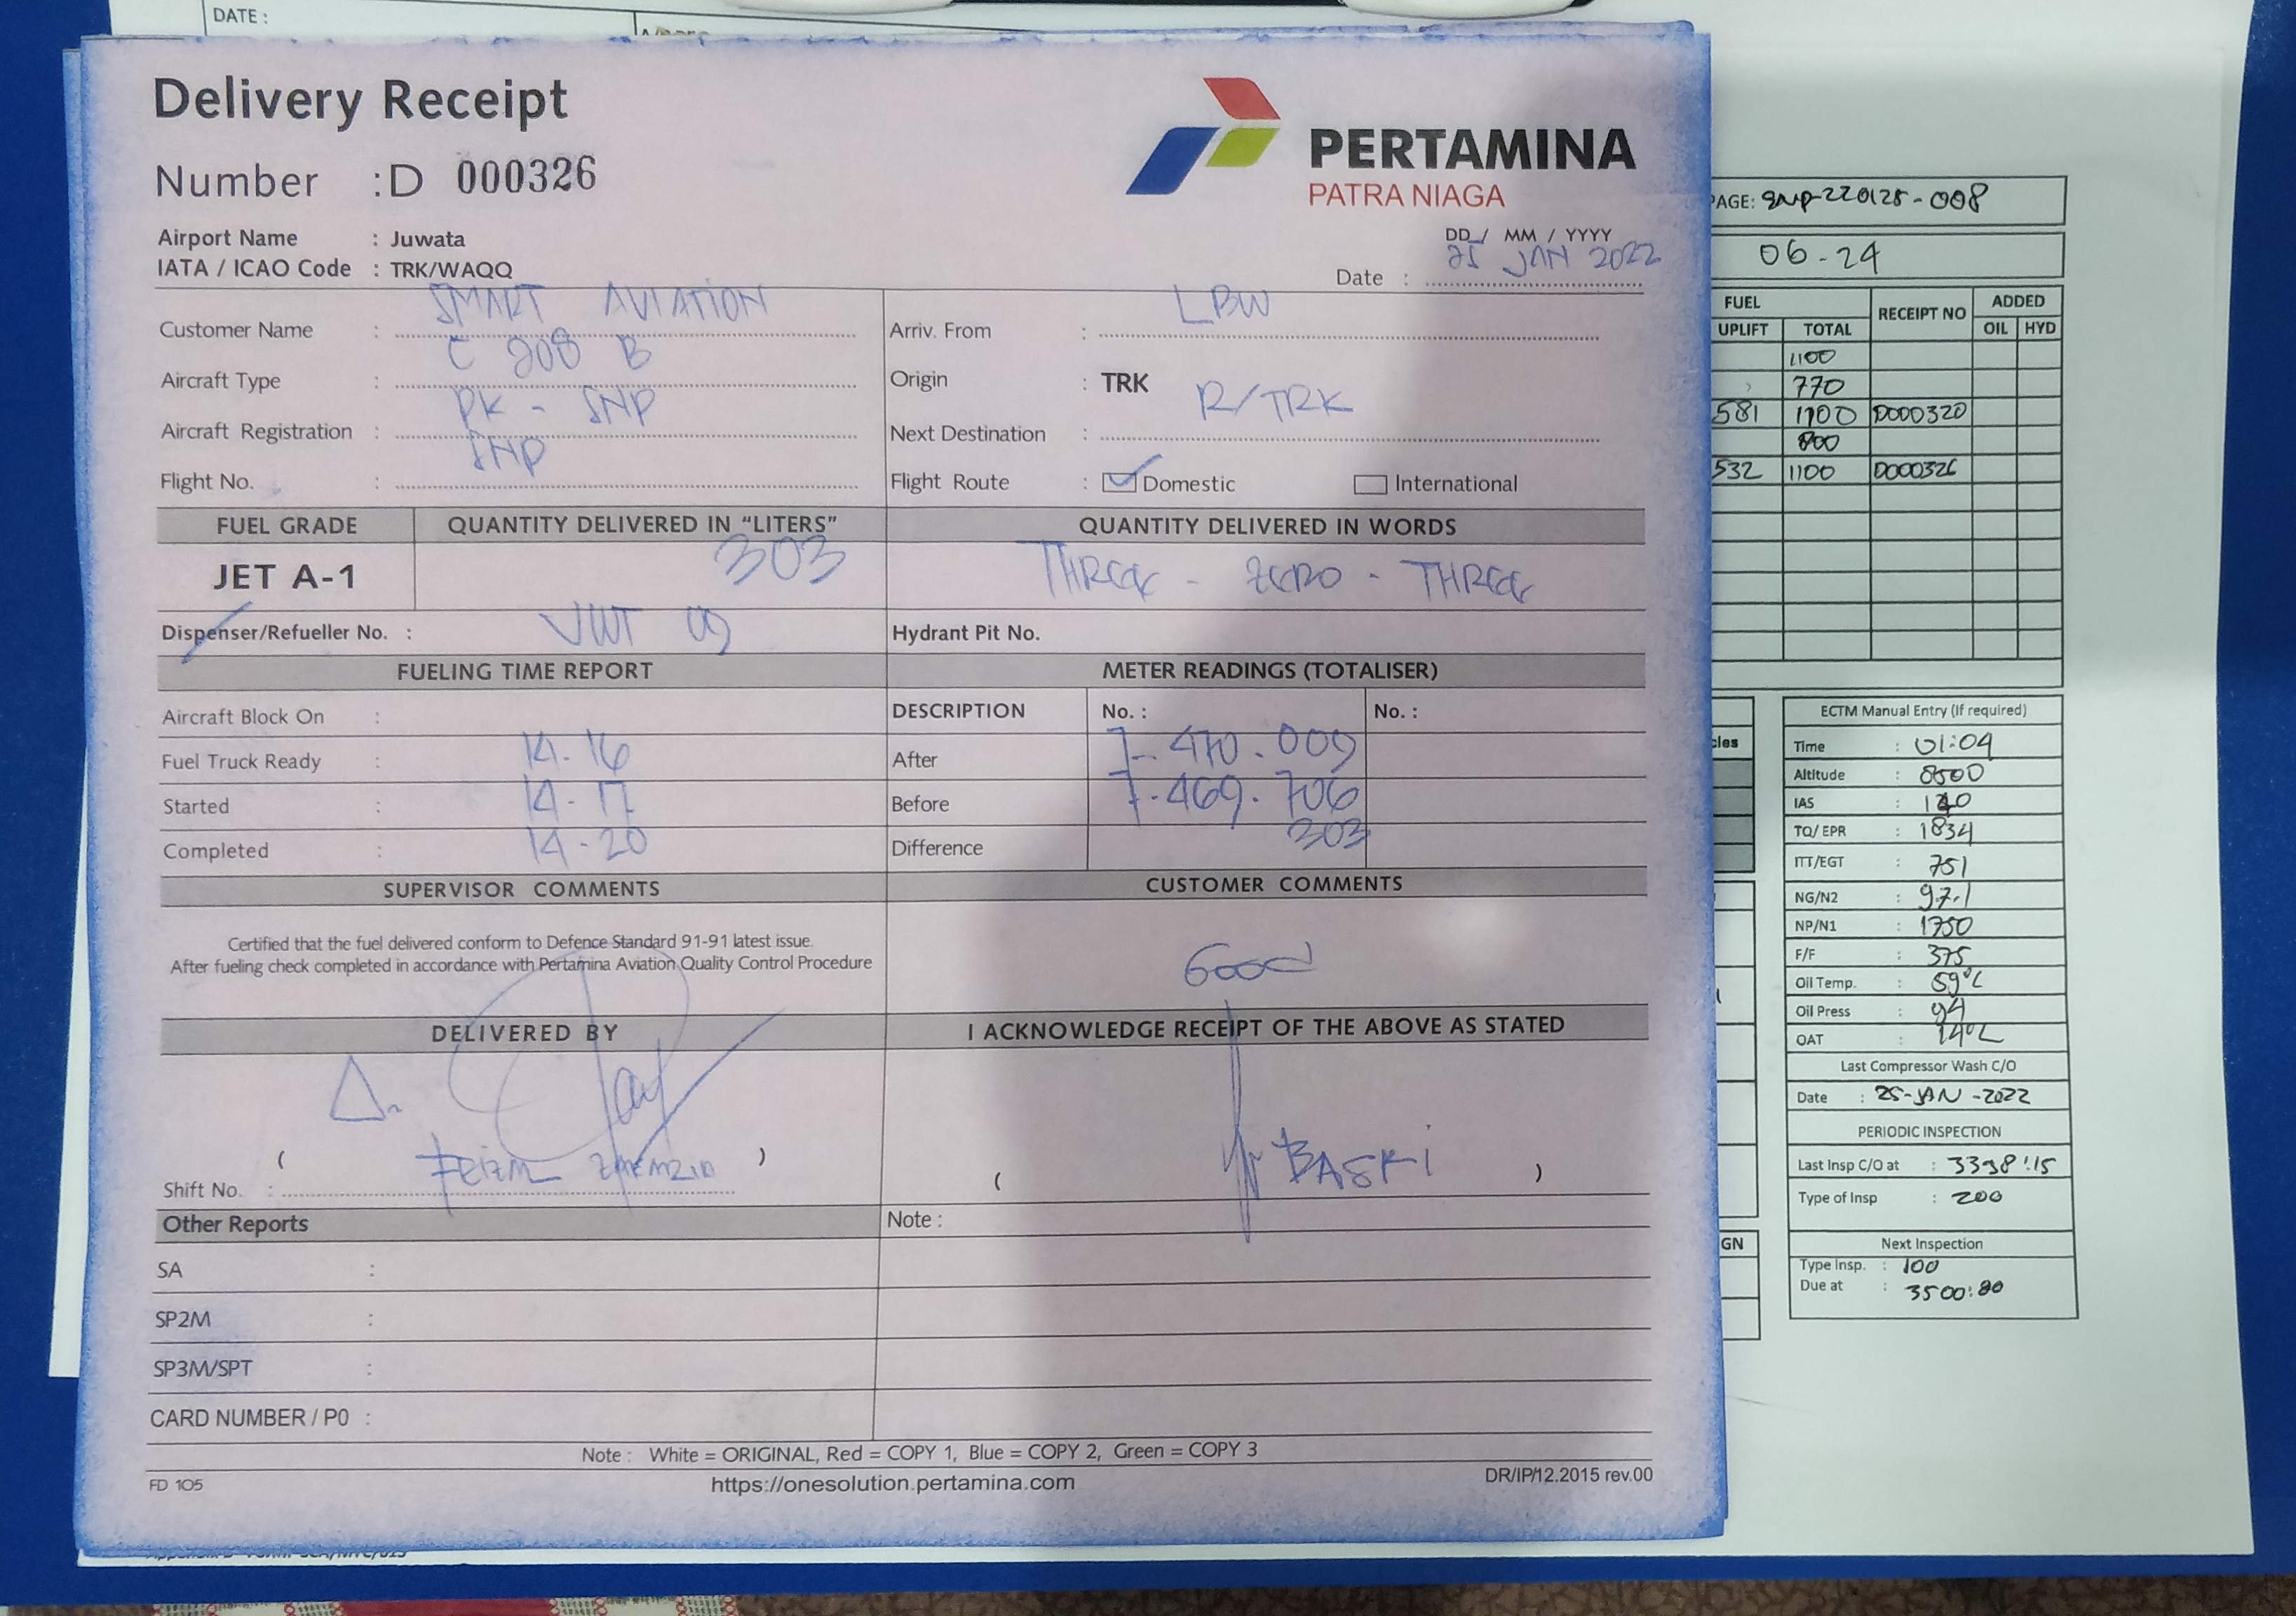 DATE :
Delivery Receipt
Number : D 000326
PERTAMINA
PATRA NIAGA
Airport Name : Juwata
IATA / ICAO Code : TRK/WAQQ
DD / MM / YYYY
Date : 25 JAN 2022
Customer Name : SMART AVIATION
Aircraft Type : C 208 B
Aircraft Registration : PK - SNP
Flight No. : SNP
Arriv. From : LBW
Origin : TRK
Next Destination : R/TRK
Flight Route : Domestic International
FUEL GRADE QUANTITY DELIVERED IN "LITERS" QUANTITY DELIVERED IN WORDS
JET A-1 303 THREE - ZERO - THREE
Dispenser/Refueller No. : VWT 09 Hydrant Pit No.
FUELING TIME REPORT METER READINGS (TOTALISER)
Aircraft Block On :
Fuel Truck Ready : 14-16
Started : 14-17
Completed : 14-20
DESCRIPTION No. : No. :
After 7.470.009
Before 7.469.706
Difference 303
SUPERVISOR COMMENTS CUSTOMER COMMENTS
Certified that the fuel delivered conform to Defence Standard 91-91 latest issue.
After fueling check completed in accordance with Pertamina Aviation Quality Control Procedure
Good
DELIVERED BY I ACKNOWLEDGE RECEIPT OF THE ABOVE AS STATED
( )
Shift No. :
( BASKI )
Other Reports Note :
SA :
SP2M :
SP3M/SPT :
CARD NUMBER / P0 :
Note : White = ORIGINAL, Red = COPY 1, Blue = COPY 2, Green = COPY 3
FD 105 https://onesolution.pertamina.com DR/IP/12.2015 rev.00
AGE: SNP-220125-008
06-24
FUEL RECEIPT NO ADDED
UPLIFT TOTAL OIL HYD
1100
770
581 1100 D000320
800
532 1100 D000326
ECTM Manual Entry (If required)
Time : 01:04
Altitude : 8500
IAS :
TQ/ EPR : 1834
ITT/EGT : 751
NG/N2 : 97.1
NP/N1 : 1750
F/F : 375
Oil Temp. : 59°C
Oil Press : 94
OAT : 14°C
Last Compressor Wash C/O
Date : 25-JAN-2022
PERIODIC INSPECTION
Last Insp C/O at : 3398:15
Type of Insp : 200
GN
Next Inspection
Type Insp. : 100
Due at :